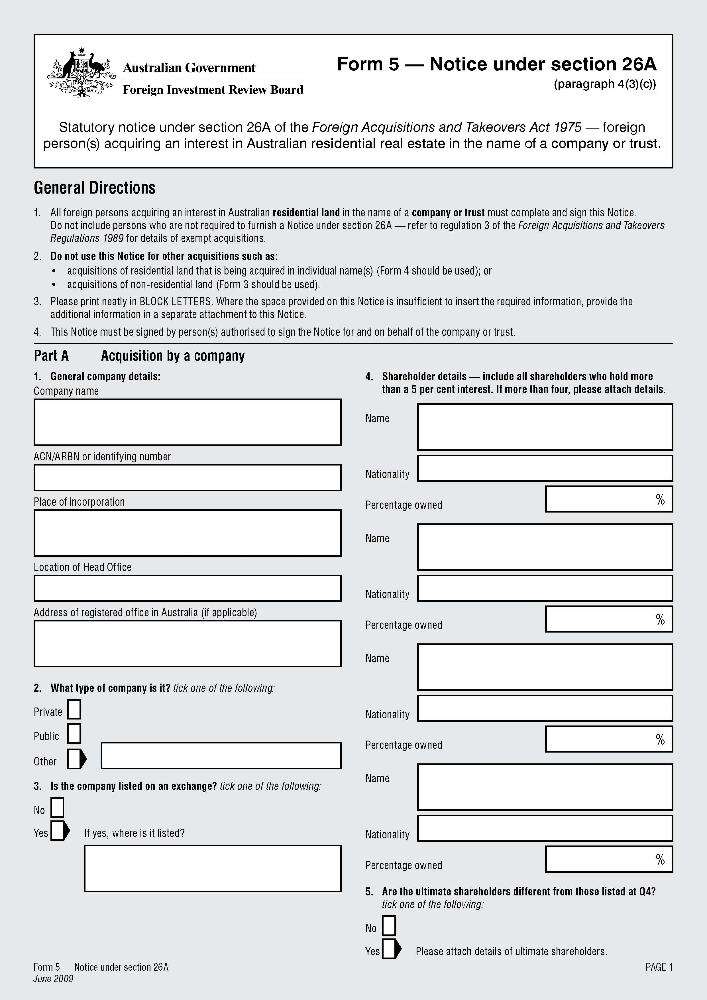 Australian Government
Foreign Investment Review Board
AUSTRALIA
Form 5 — Notice under section 26A
(paragraph 4(3)(c))
Statutory notice under section 26A of the Foreign Acquisitions and Takeovers Act 1975 — foreign
person(s) acquiring an interest in Australian residential real estate in the name of a company or trust.
General Directions
1. All foreign persons acquiring an interest in Australian residential land in the name of a company or trust must complete and sign this Notice.
Do not include persons who are not required to furnish a Notice under section 26A — refer to regulation 3 of the Foreign Acquisitions and Takeovers
Regulations 1989 for details of exempt acquisitions.
2. Do not use this Notice for other acquisitions such as:
• acquisitions of residential land that is being acquired in individual name(s) (Form 4 should be used); or
• acquisitions of non-residential land (Form 3 should be used).
3. Please print neatly in BLOCK LETTERS. Where the space provided on this Notice is insufficient to insert the required information, provide the
additional information in a separate attachment to this Notice.
4. This Notice must be signed by person(s) authorised to sign the Notice for and on behalf of the company or trust.
Part A Acquisition by a company
1. General company details:
Company name
ACN/ARBN or identifying number
Place of incorporation
Location of Head Office
Address of registered office in Australia (if applicable)
2. What type of company is it? tick one of the following:
Private
Public
Other
3. Is the company listed on an exchange? tick one of the following:
No
Yes If yes, where is it listed?
4. Shareholder details — include all shareholders who hold more
than a 5 per cent interest. If more than four, please attach details.
Name
Nationality
Percentage owned %
Name
Nationality
Percentage owned %
Name
Nationality
Percentage owned %
Name
Nationality
Percentage owned %
5. Are the ultimate shareholders different from those listed at Q4?
tick one of the following:
No
Yes Please attach details of ultimate shareholders.
Form 5 — Notice under section 26A
June 2009
PAGE 1